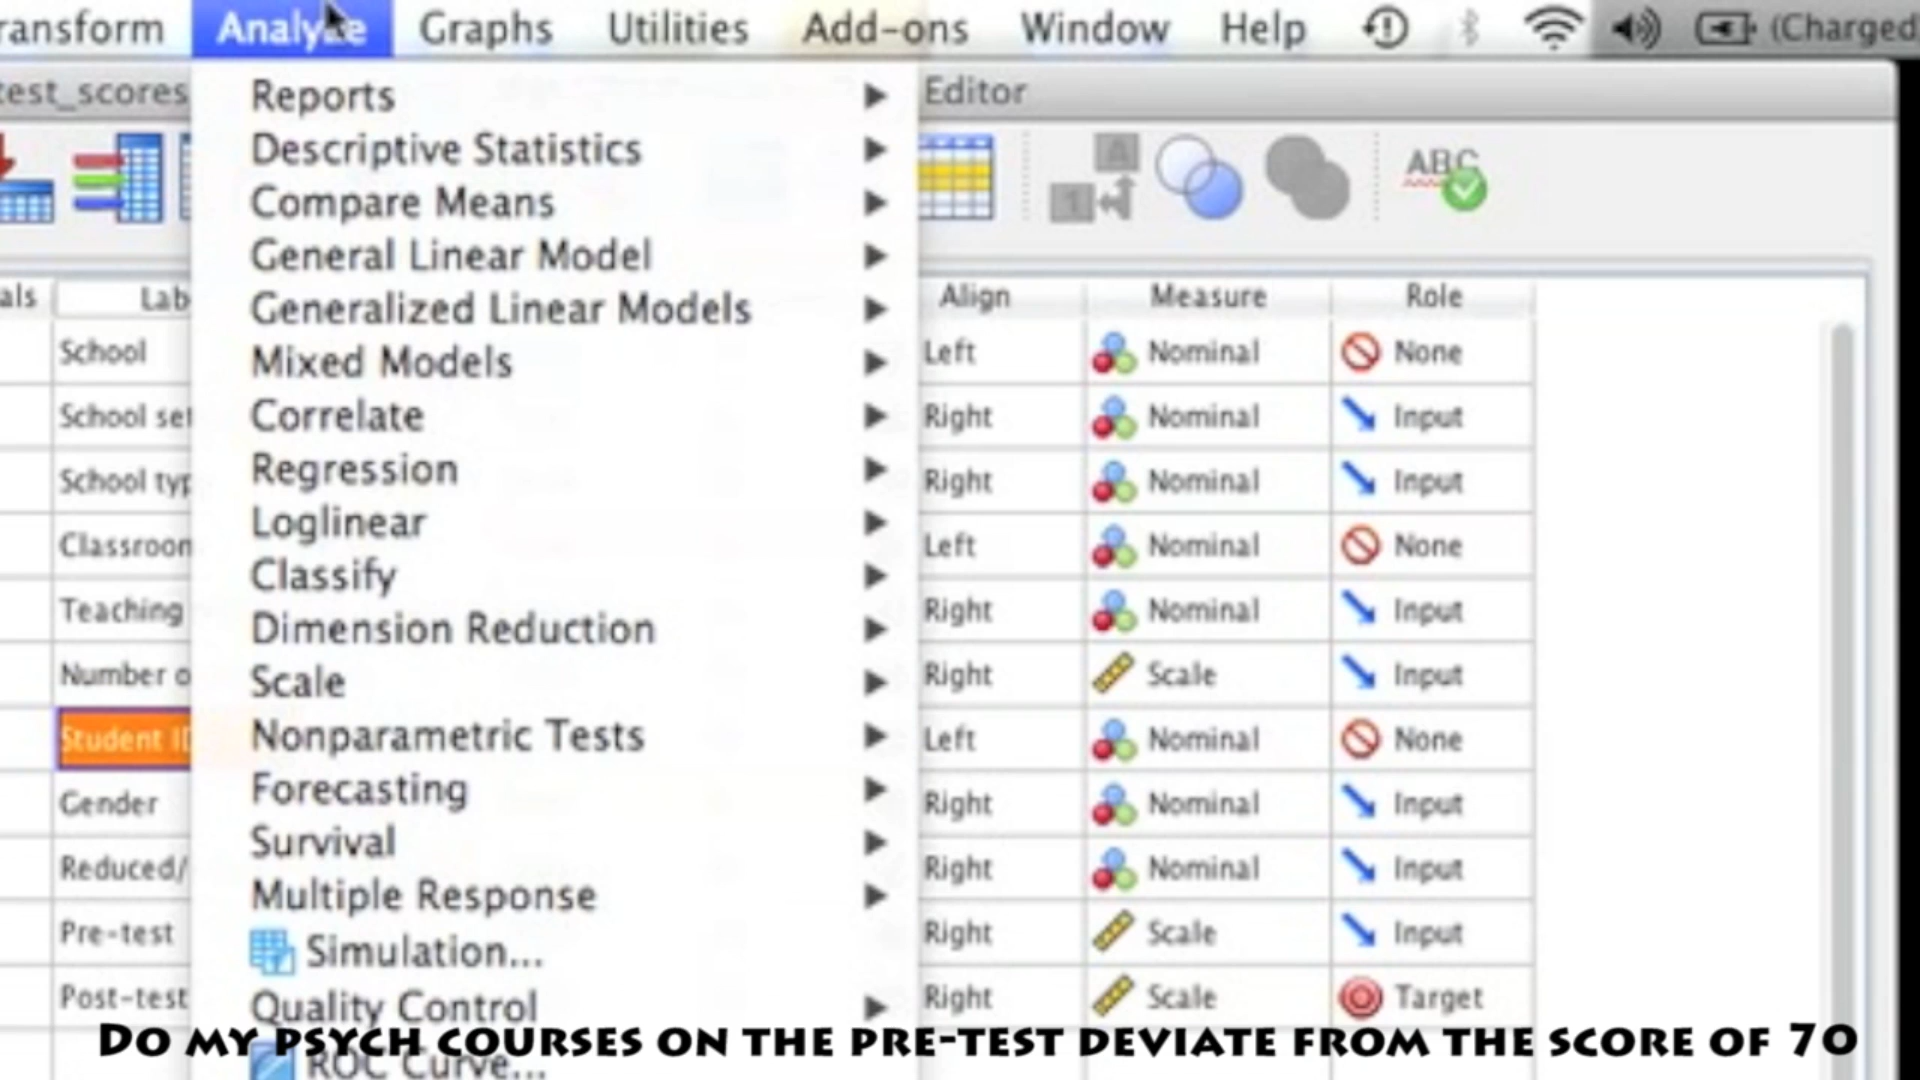 ransform Analyze Graphs Utilities Add-ons Window Help (Charged
test_scores Editor
Reports
Descriptive Statistics
Compare Means
General Linear Model
Generalized Linear Models
Mixed Models
Correlate
Regression
Loglinear
Classify
Dimension Reduction
Scale
Nonparametric Tests
Forecasting
Survival
Multiple Response
Simulation...
Quality Control
ROC Curve...
A
1
ABC
als Lab Align Measure Role
School Left Nominal None
School set Right Nominal Input
School typ Right Nominal Input
Classroon Left Nominal None
Teaching Right Nominal Input
Number o Right Scale Input
Student ID Left Nominal None
Gender Right Nominal Input
Reduced/ Right Nominal Input
Pre-test Right Scale Input
Post-test Right Scale Target
Do my psych courses on the pre-test deviate from the score of 70